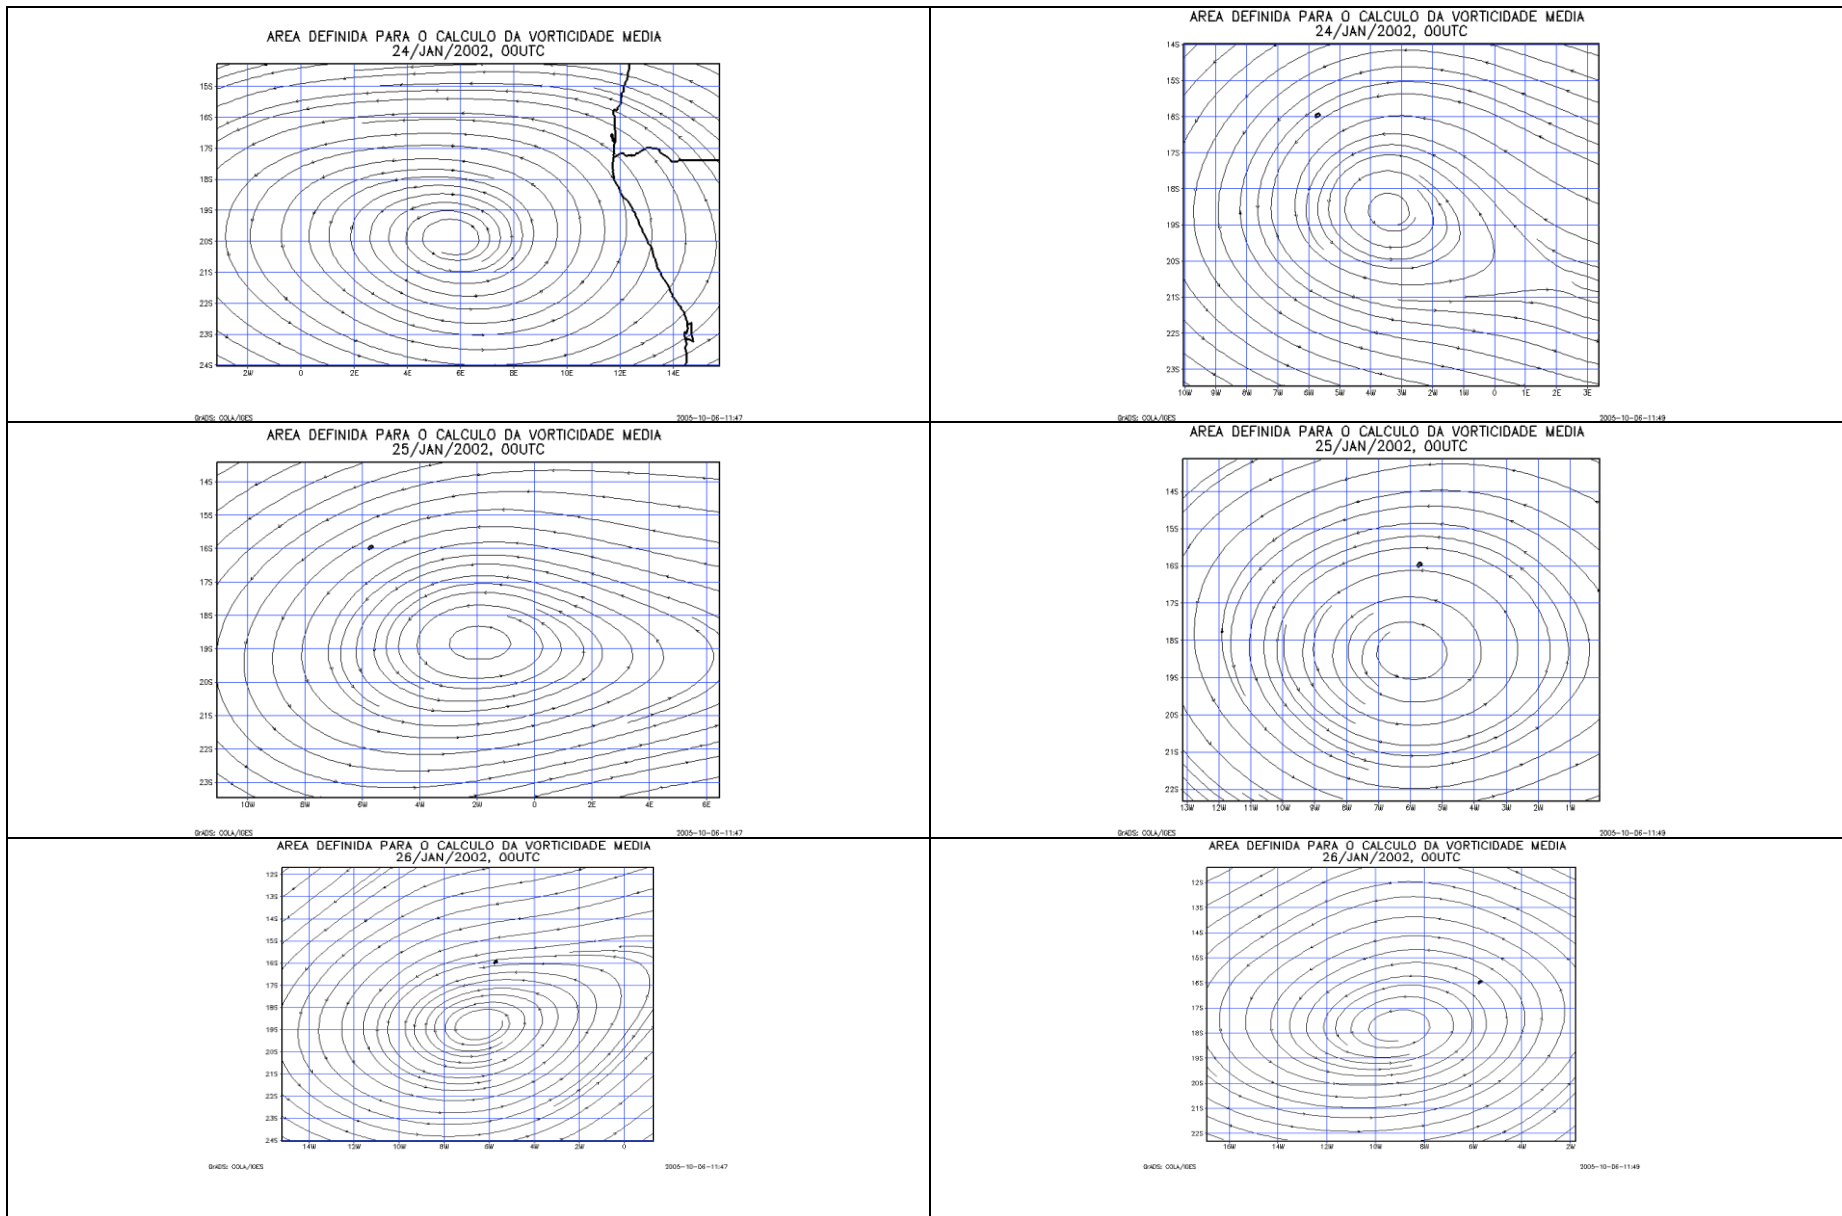 AREA DEFINIDA PARA O CALCULO DA VORTICIDADE MEDIA
24/JAN/2002, 00UTC
15S
16S
17S
18S
19S
20S
21S
22S
23S
24S
2W 0 2E 4E 6E 8E 10E 12E 14E
GrADS: COLA/IGES 2005-10-06-11:47
AREA DEFINIDA PARA O CALCULO DA VORTICIDADE MEDIA
24/JAN/2002, 00UTC
14S
15S
16S
17S
18S
19S
20S
21S
22S
23S
10W 9W 8W 7W 6W 5W 4W 3W 2W 1W 0 1E 2E 3E
GrADS: COLA/IGES 2005-10-06-11:49
AREA DEFINIDA PARA O CALCULO DA VORTICIDADE MEDIA
25/JAN/2002, 00UTC
14S
15S
16S
17S
18S
19S
20S
21S
22S
23S
10W 8W 6W 4W 2W 0 2E 4E 6E
GrADS: COLA/IGES 2005-10-06-11:47
AREA DEFINIDA PARA O CALCULO DA VORTICIDADE MEDIA
25/JAN/2002, 00UTC
14S
15S
16S
17S
18S
19S
20S
21S
22S
13W 12W 11W 10W 9W 8W 7W 6W 5W 4W 3W 2W 1W
GrADS: COLA/IGES 2005-10-06-11:49
AREA DEFINIDA PARA O CALCULO DA VORTICIDADE MEDIA
26/JAN/2002, 00UTC
12S
13S
14S
15S
16S
17S
18S
19S
20S
21S
22S
23S
24S
14W 12W 10W 8W 6W 4W 2W 0
GrADS: COLA/IGES 2005-10-06-11:47
AREA DEFINIDA PARA O CALCULO DA VORTICIDADE MEDIA
26/JAN/2002, 00UTC
12S
13S
14S
15S
16S
17S
18S
19S
20S
21S
22S
16W 14W 12W 10W 8W 6W 4W 2W
GrADS: COLA/IGES 2005-10-06-11:49